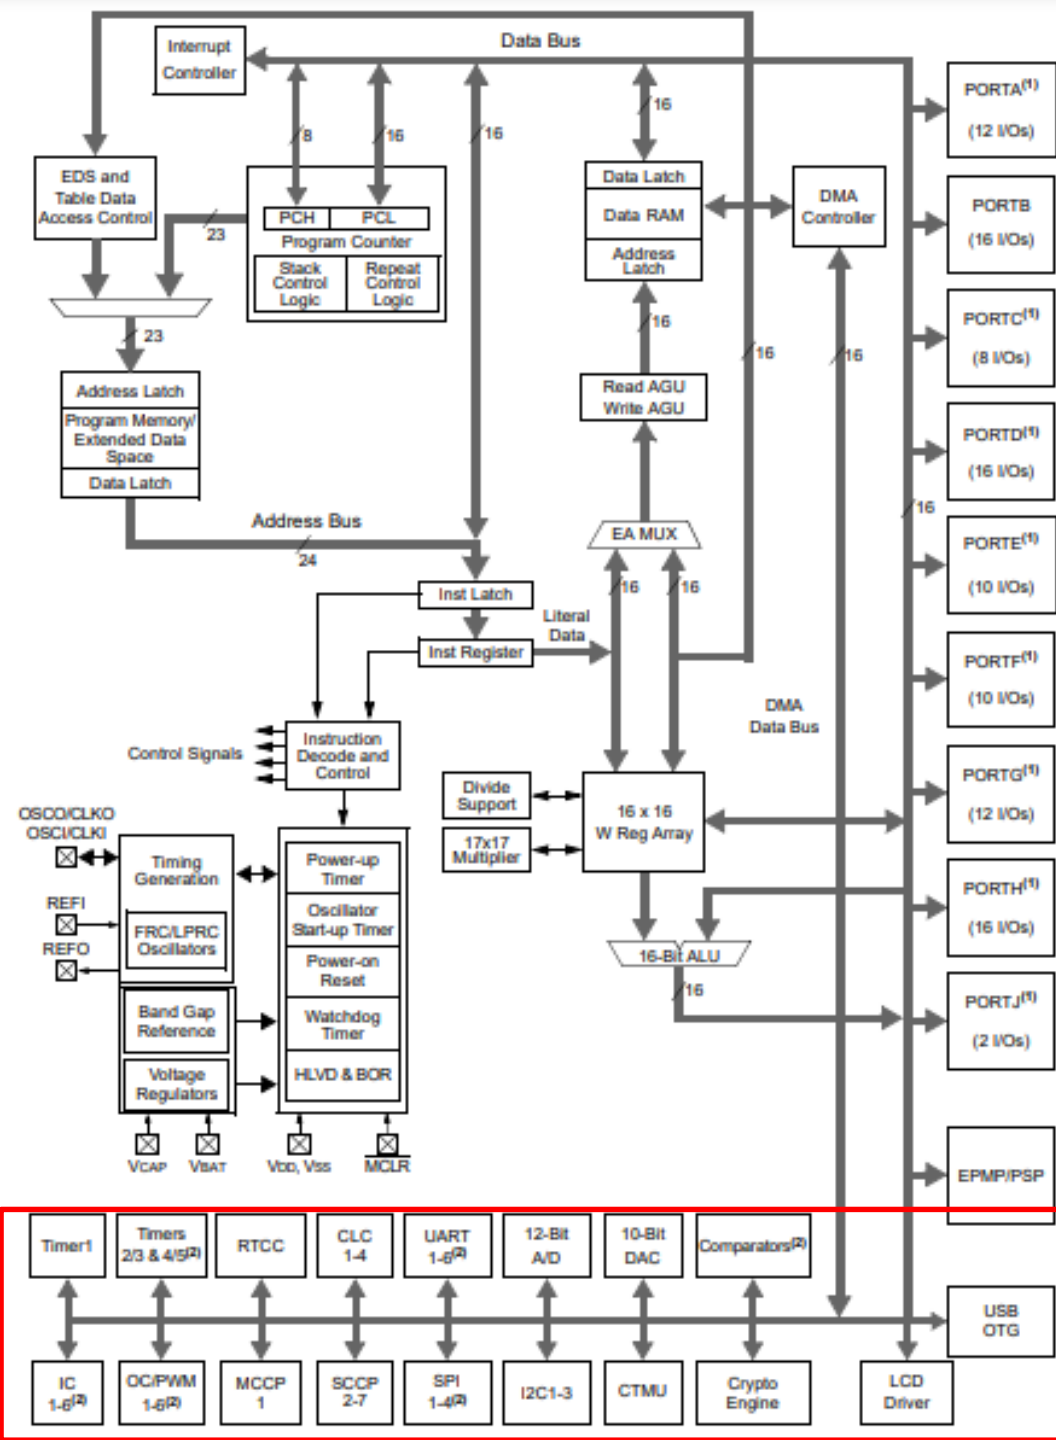 Data Bus
Interrupt
Controller
16
8
16
16
PORTA(1)
(12 I/Os)
EDS and
Table Data
Access Control
Data Latch
Data RAM
Address
Latch
DMA
Controller
PORTB
(16 I/Os)
PCH
PCL
Program Counter
23
Stack
Control
Logic
Repeat
Control
Logic
PORTC(1)
(8 I/Os)
23
16
16
16
Address Latch
Program Memory/
Extended Data
Space
Data Latch
Read AGU
Write AGU
PORTD(1)
(16 I/Os)
16
Address Bus
24
EA MUX
PORTE(1)
(10 I/Os)
16
16
Inst Latch
Literal
Data
Inst Register
PORTF(1)
(10 I/Os)
DMA
Data Bus
Control Signals
Instruction
Decode and
Control
Divide
Support
16 x 16
W Reg Array
17x17
Multiplier
PORTG(1)
(12 I/Os)
OSCO/CLKO
OSCI/CLKI
Timing
Generation
Power-up
Timer
REFI
REFO
FRC/LPRC
Oscillators
Oscillator
Start-up Timer
PORTH(1)
(16 I/Os)
16-Bit ALU
16
Power-on
Reset
Band Gap
Reference
Watchdog
Timer
PORTJ(1)
(2 I/Os)
Voltage
Regulators
HLVD & BOR
VCAP
VBAT
VDD, VSS
MCLR
EPMP/PSP
Timer1
Timers
2/3 & 4/5(2)
RTCC
CLC
1-4
UART
1-6(2)
12-Bit
A/D
10-Bit
DAC
Comparators(2)
USB
OTG
IC
1-6(2)
OC/PWM
1-6(2)
MCCP
1
SCCP
2-7
SPI
1-4(2)
I2C1-3
CTMU
Crypto
Engine
LCD
Driver